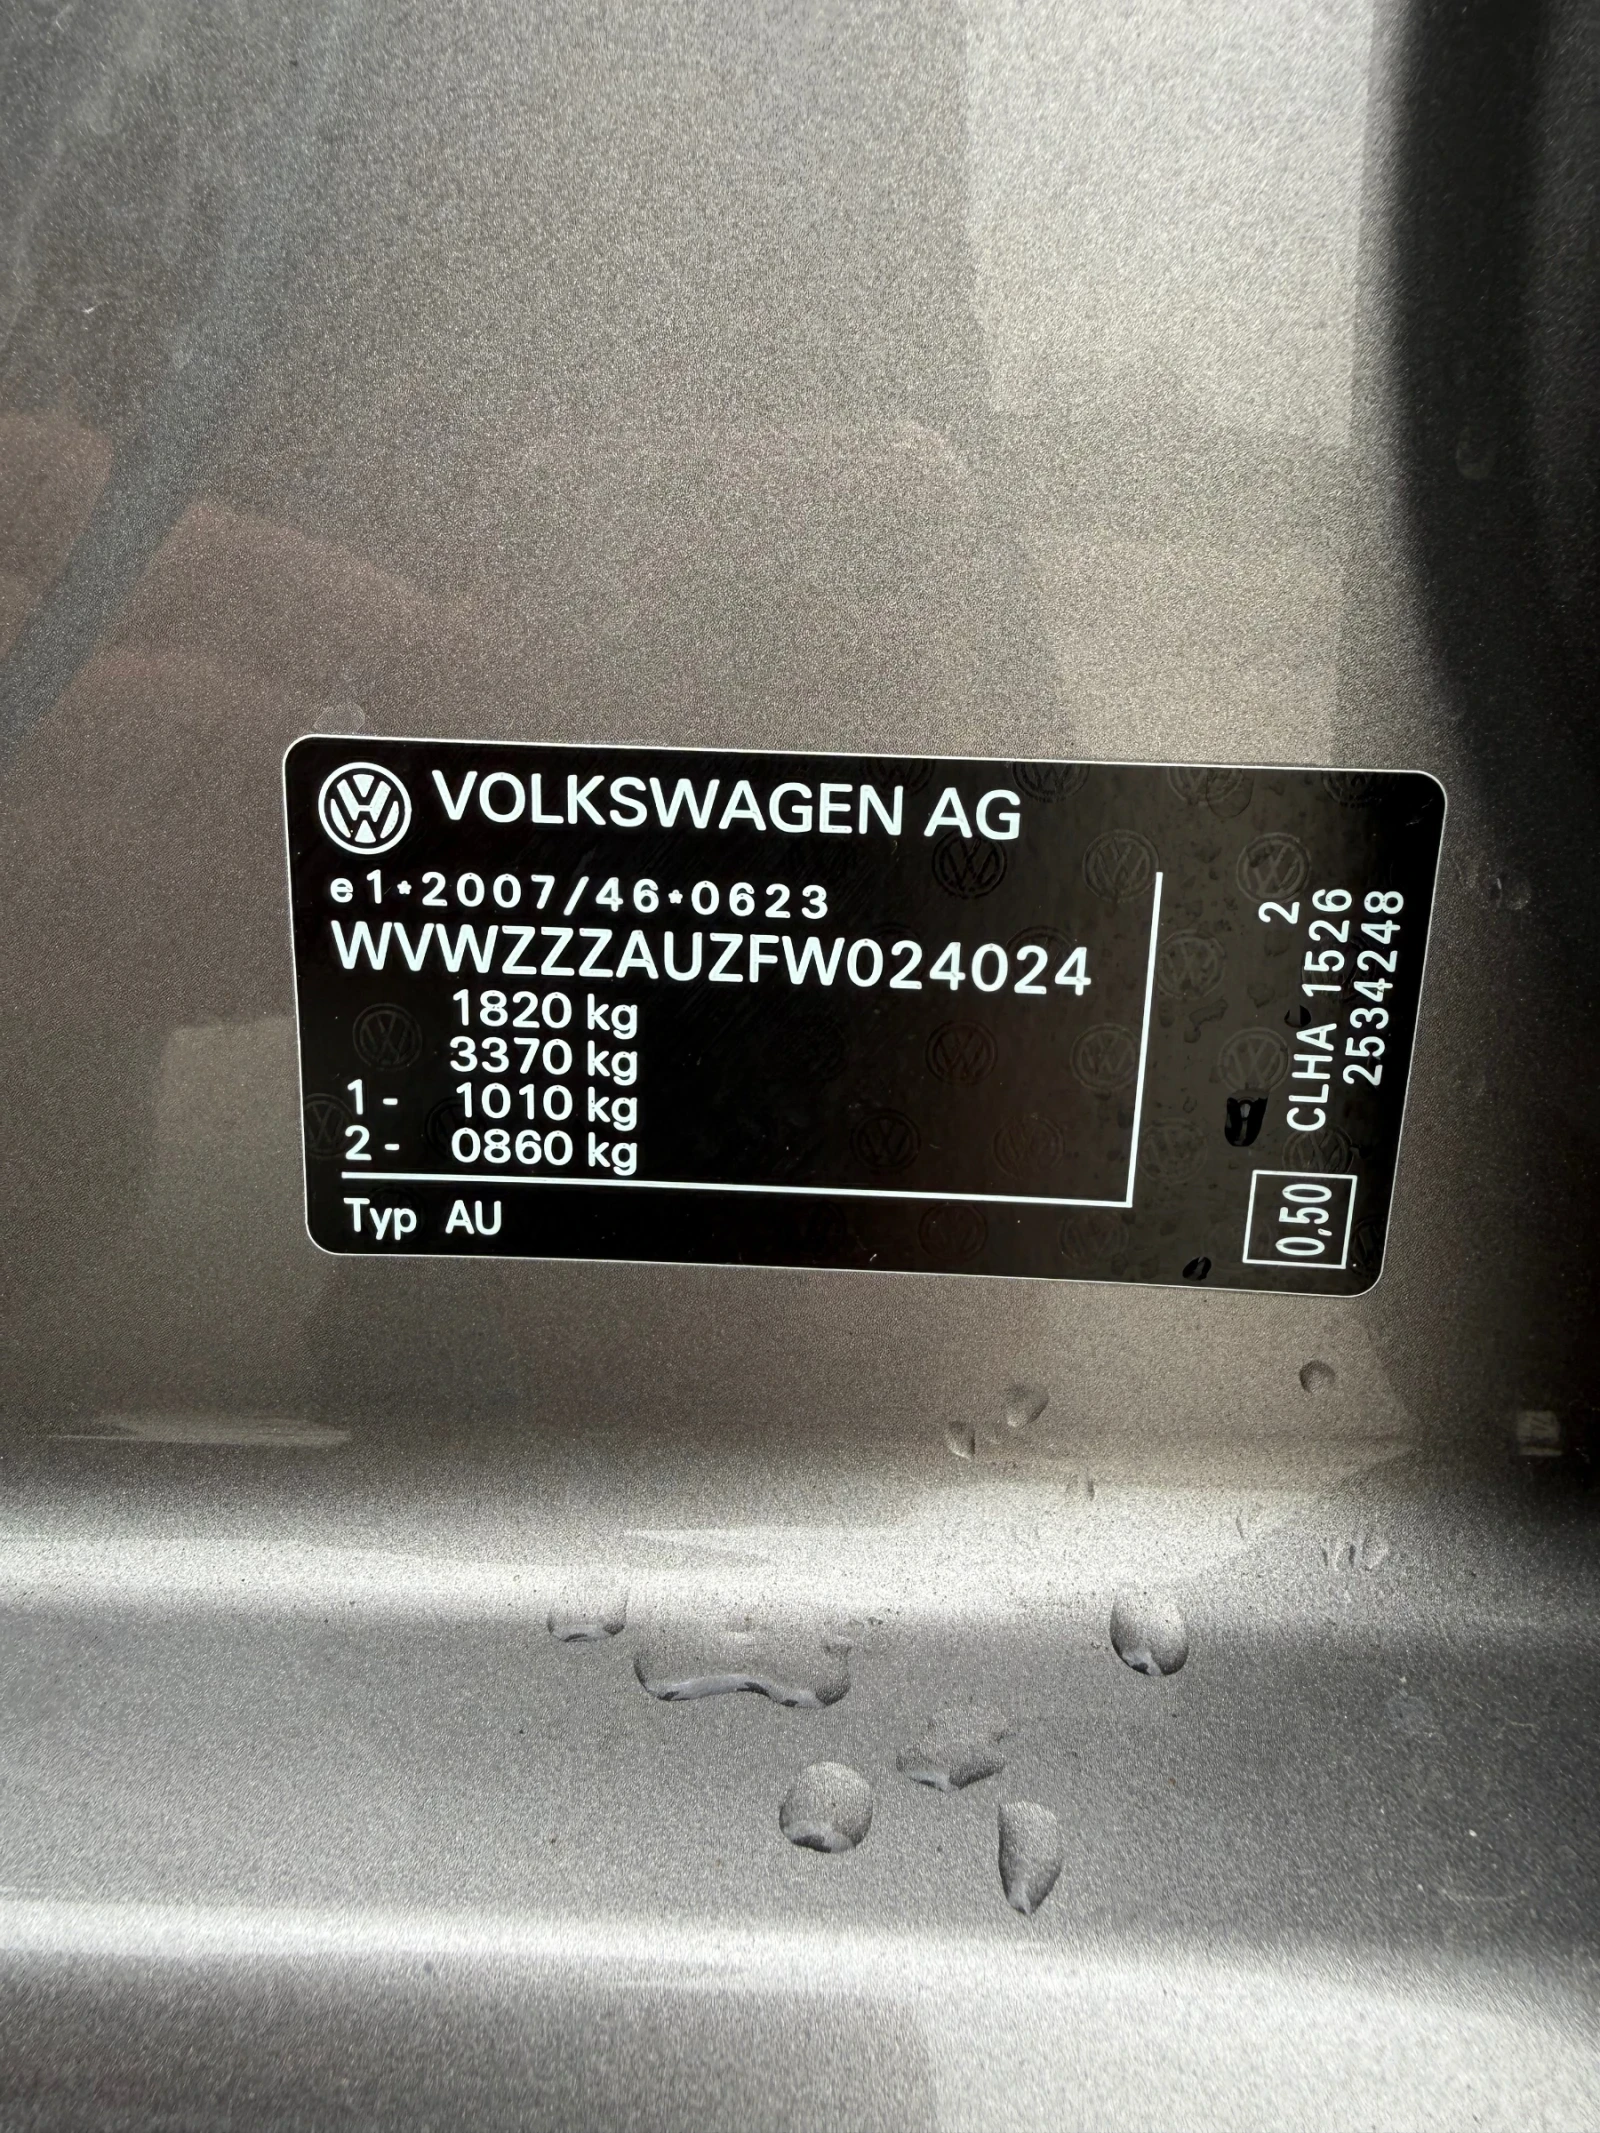 VOLKSWAGEN AG
e1*2007/46*0623
WVWZZZAUZFW024024
1820 kg
3370 kg
1- 1010 kg
2- 0860 kg
Typ AU
2
CLHA 1526
2534248
0,50